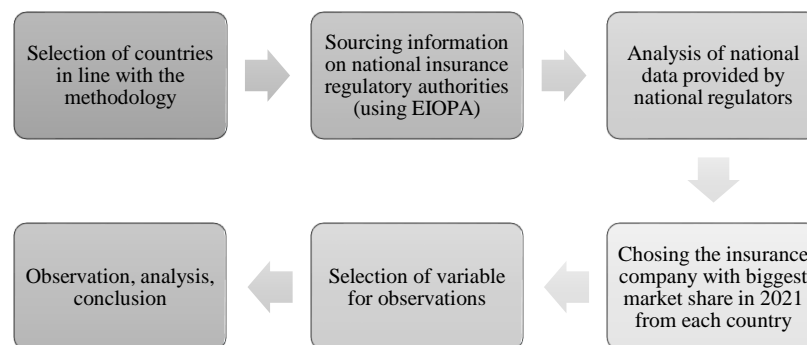 Selection of countries
in line with the
methodology
Sourcing information
on national insurance
regulatory authorities
(using EIOPA)
Analysis of national
data provided by
national regulators
Chosing the insurance
company with biggest
market share in 2021
from each country
Selection of variable
for observations
Observation, analysis,
conclusion